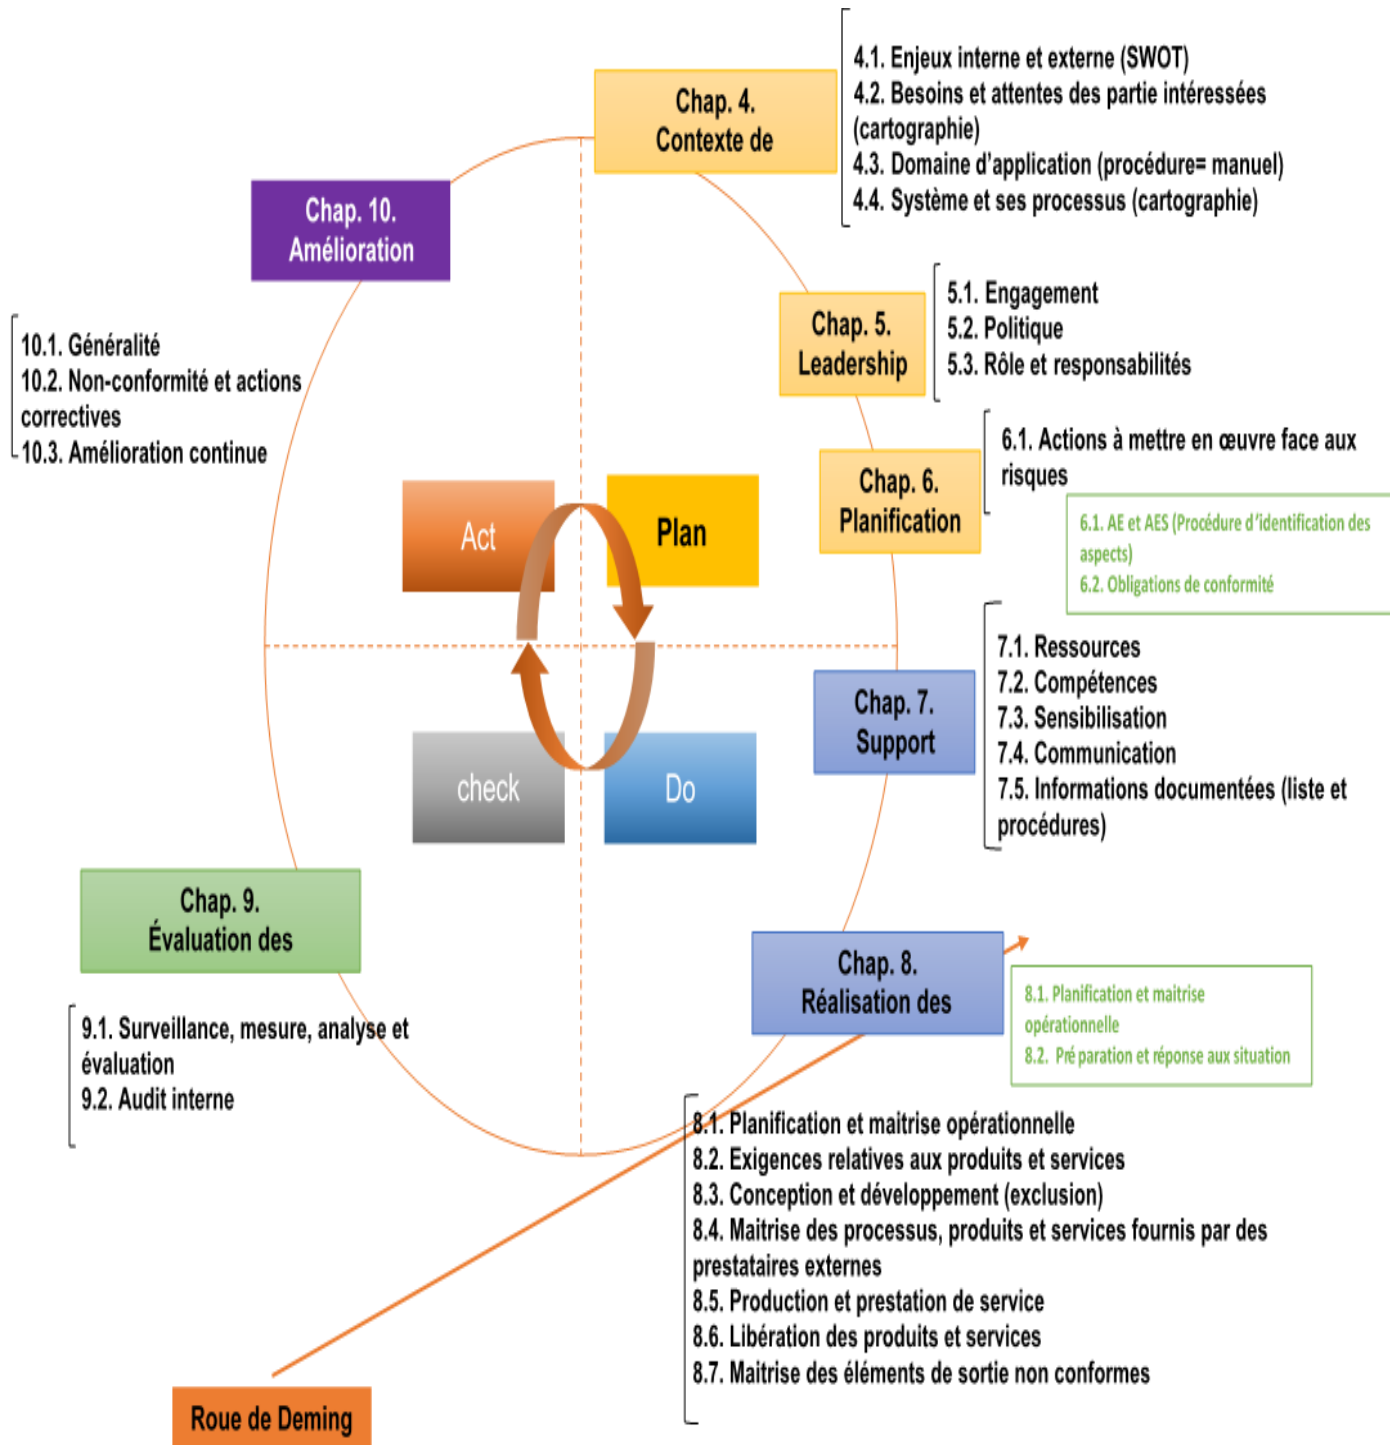 Chap. 4.
Contexte de
4.1. Enjeux interne et externe (SWOT)
4.2. Besoins et attentes des partie intéressées
(cartographie)
4.3. Domaine d'application (procédure= manuel)
4.4. Système et ses processus (cartographie)
Chap. 10.
Amélioration
10.1. Généralité
10.2. Non-conformité et actions
correctives
10.3. Amélioration continue
Chap. 5.
Leadership
5.1. Engagement
5.2. Politique
5.3. Rôle et responsabilités
Chap. 6.
Planification
6.1. Actions à mettre en œuvre face aux
risques
6.1. AE et AES (Procédure d'identification des
aspects)
6.2. Obligations de conformité
Act
Plan
check
Do
Chap. 7.
Support
7.1. Ressources
7.2. Compétences
7.3. Sensibilisation
7.4. Communication
7.5. Informations documentées (liste et
procédures)
Chap. 9.
Évaluation des
9.1. Surveillance, mesure, analyse et
évaluation
9.2. Audit interne
Chap. 8.
Réalisation des
8.1. Planification et maitrise
opérationnelle
8.2. Pré paration et réponse aux situation
8.1. Planification et maitrise opérationnelle
8.2. Exigences relatives aux produits et services
8.3. Conception et développement (exclusion)
8.4. Maitrise des processus, produits et services fournis par des
prestataires externes
8.5. Production et prestation de service
8.6. Libération des produits et services
8.7. Maitrise des éléments de sortie non conformes
Roue de Deming